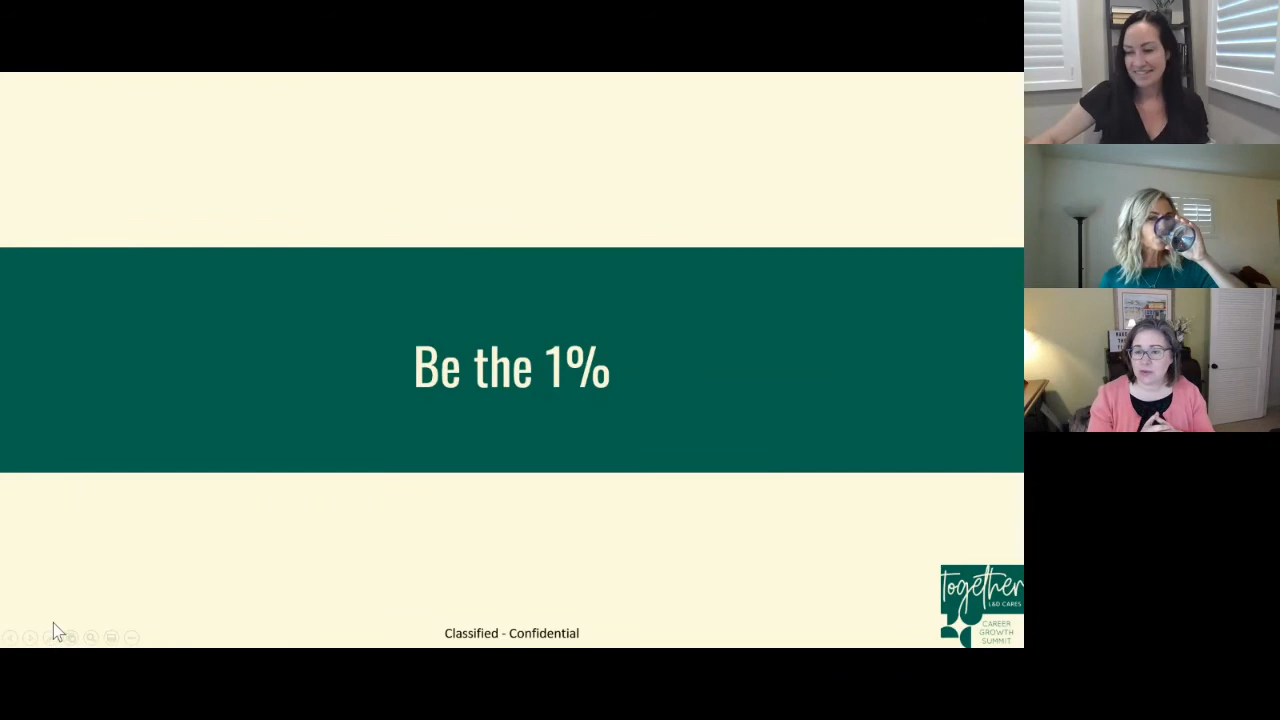 Be the 1%
together
L&D CARES
CAREER
GROWTH
SUMMIT
Classified - Confidential